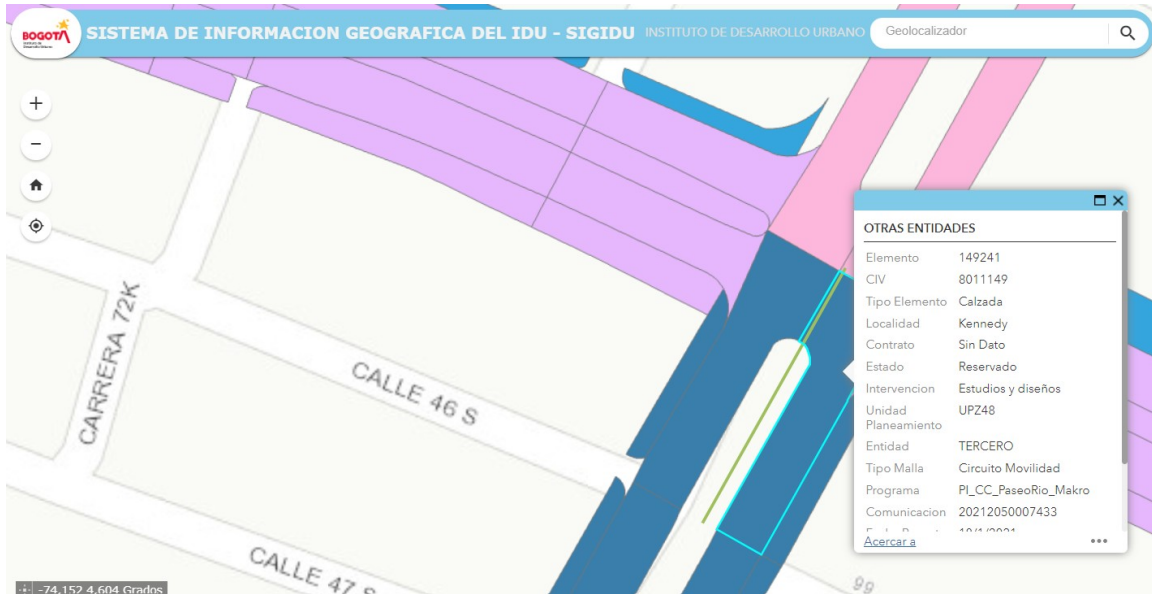 BOGOTÁ
SISTEMA DE INFORMACION GEOGRAFICA DEL IDU - SIGIDU INSTITUTO DE DESARROLLO URBANO
Geolocalizador
CARRERA 72K
CALLE 46 S
CALLE 47 S
99
OTRAS ENTIDADES
Elemento 149241
CIV 8011149
Tipo Elemento Calzada
Localidad Kennedy
Contrato Sin Dato
Estado Reservado
Intervencion Estudios y diseños
Unidad
Planeamiento UPZ48
Entidad TERCERO
Tipo Malla Circuito Movilidad
Programa PI_CC_PaseoRio_Makro
Comunicacion 20212050007433
Acercar a
-74,152 4,604 Grados